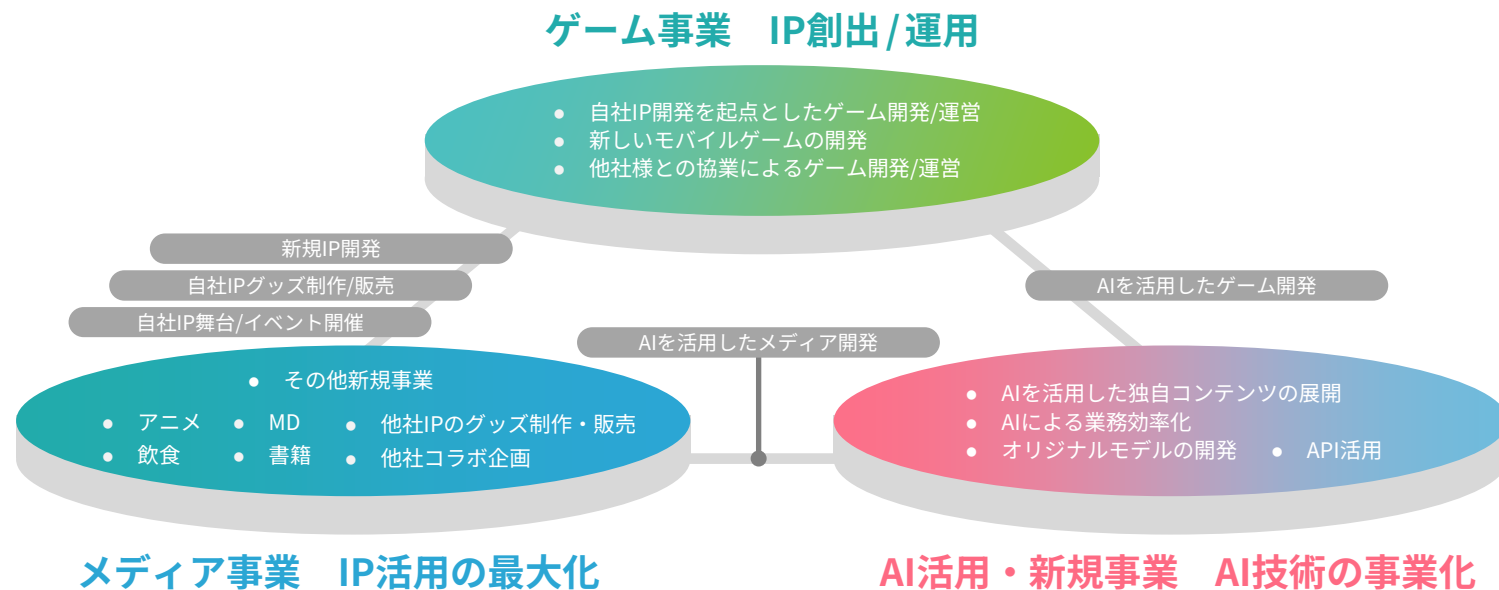 ゲーム事業　IP創出/運用
● 自社IP開発を起点としたゲーム開発/運営
● 新しいモバイルゲームの開発
● 他社様との協業によるゲーム開発/運営
新規IP開発
自社IPグッズ制作/販売
自社IP舞台/イベント開催
AIを活用したゲーム開発
AIを活用したメディア開発
● その他新規事業
● アニメ ● MD ● 他社IPのグッズ制作・販売
● 飲食 ● 書籍 ● 他社コラボ企画
● AIを活用した独自コンテンツの展開
● AIによる業務効率化
● オリジナルモデルの開発 ● API活用
メディア事業　IP活用の最大化
AI活用・新規事業　AI技術の事業化